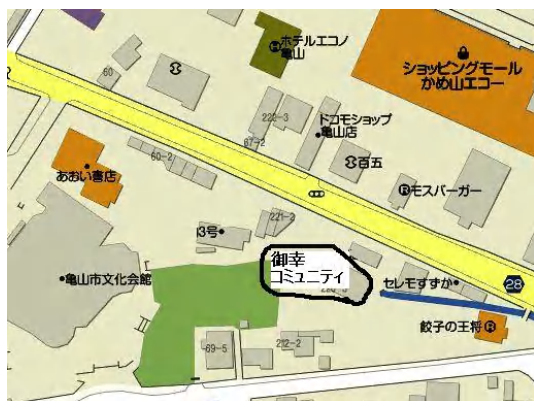 ホテルエコノ
亀山
ショッピングモール
かめ山エコー
60
222-3
ドコモショップ
亀山店
67-2
百五
60-2
あおい書店
モスバーガー
221-3
I3号
御幸
コミュニティ
亀山市文化会館
セレモすずか
28
餃子の王将
69-5
212-2